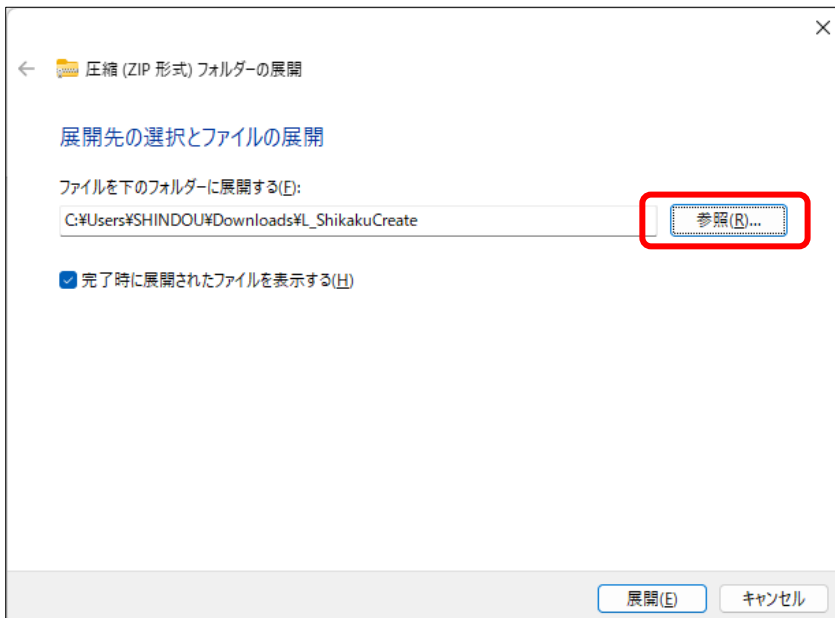 圧縮 (ZIP 形式) フォルダーの展開
展開先の選択とファイルの展開
ファイルを下のフォルダーに展開する(F):
C:¥Users¥SHINDOU¥Downloads¥L_ShikakuCreate
参照(R)...
完了時に展開されたファイルを表示する(H)
展開(E)
キャンセル